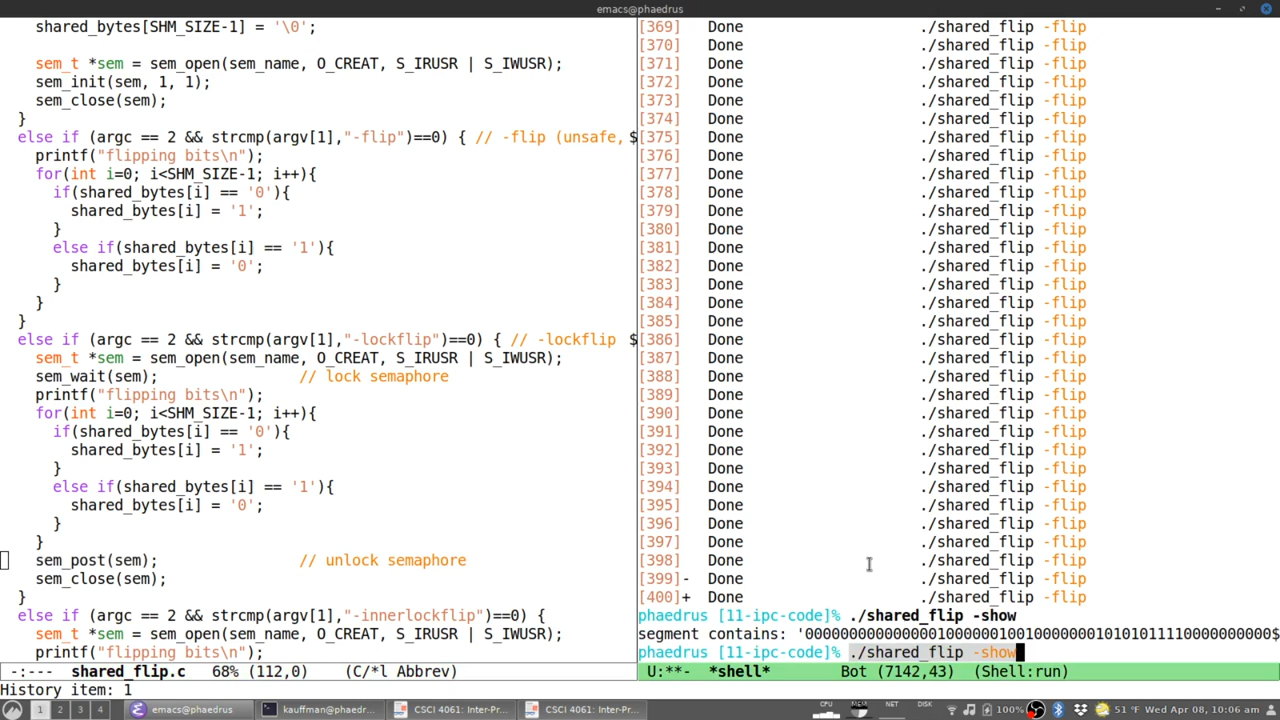 emacs@phaedrus
shared_bytes[SHM_SIZE-1] = '\0';
sem_t *sem = sem_open(sem_name, O_CREAT, S_IRUSR | S_IWUSR);
sem_init(sem, 1, 1);
sem_close(sem);
}
else if (argc == 2 && strcmp(argv[1],"-flip")==0) { // -flip (unsafe, $
printf("flipping bits\n");
for(int i=0; i<SHM_SIZE-1; i++){
if(shared_bytes[i] == '0'){
shared_bytes[i] = '1';
}
else if(shared_bytes[i] == '1'){
shared_bytes[i] = '0';
}
}
}
else if (argc == 2 && strcmp(argv[1],"-lockflip")==0) { // -lockflip $
sem_t *sem = sem_open(sem_name, O_CREAT, S_IRUSR | S_IWUSR);
sem_wait(sem); // lock semaphore
printf("flipping bits\n");
for(int i=0; i<SHM_SIZE-1; i++){
if(shared_bytes[i] == '0'){
shared_bytes[i] = '1';
}
else if(shared_bytes[i] == '1'){
shared_bytes[i] = '0';
}
}
sem_post(sem); // unlock semaphore
sem_close(sem);
}
else if (argc == 2 && strcmp(argv[1],"-innerlockflip")==0) {
sem_t *sem = sem_open(sem_name, O_CREAT, S_IRUSR | S_IWUSR);
printf("flipping bits\n");
-:--- shared_flip.c 68% (112,0) (C/*l Abbrev)
[369] Done ./shared_flip -flip
[370] Done ./shared_flip -flip
[371] Done ./shared_flip -flip
[372] Done ./shared_flip -flip
[373] Done ./shared_flip -flip
[374] Done ./shared_flip -flip
[375] Done ./shared_flip -flip
[376] Done ./shared_flip -flip
[377] Done ./shared_flip -flip
[378] Done ./shared_flip -flip
[379] Done ./shared_flip -flip
[380] Done ./shared_flip -flip
[381] Done ./shared_flip -flip
[382] Done ./shared_flip -flip
[383] Done ./shared_flip -flip
[384] Done ./shared_flip -flip
[385] Done ./shared_flip -flip
[386] Done ./shared_flip -flip
[387] Done ./shared_flip -flip
[388] Done ./shared_flip -flip
[389] Done ./shared_flip -flip
[390] Done ./shared_flip -flip
[391] Done ./shared_flip -flip
[392] Done ./shared_flip -flip
[393] Done ./shared_flip -flip
[394] Done ./shared_flip -flip
[395] Done ./shared_flip -flip
[396] Done ./shared_flip -flip
[397] Done ./shared_flip -flip
[398] Done ./shared_flip -flip
[399]- Done ./shared_flip -flip
[400]+ Done ./shared_flip -flip
phaedrus [11-ipc-code]% ./shared_flip -show
segment contains:
phaedrus [11-ipc-code]% ./shared_flip -show
U:**- *shell* Bot (7142,43) (Shell:run)
History item: 1
1 2 3 4 emacs@phaedrus kauffman@phaedrus: ... CSCI 4061: Inter-Pr... CSCI 4061: Inter-Pr... CPU MEM NET DISK 100% 51 °F Wed Apr 08, 10:06 am